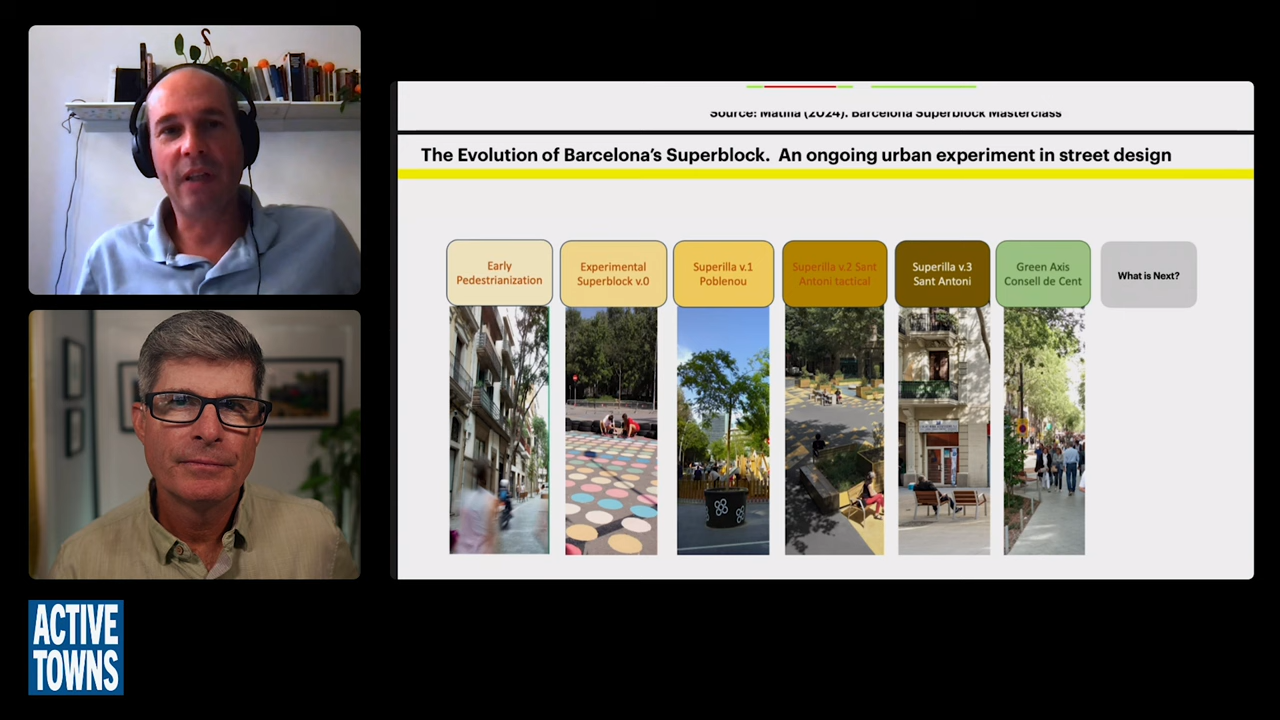 Source: Matilla (2024). Barcelona Superblock Masterclass
The Evolution of Barcelona's Superblock. An ongoing urban experiment in street design
Early
Pedestrianization
Experimental
Superblock v.0
Superilla v.1
Poblenou
Superilla v.2 Sant
Antoni tactical
Superilla v.3
Sant Antoni
Green Axis
Consell de Cent
What is Next?
ACTIVE
TOWNS